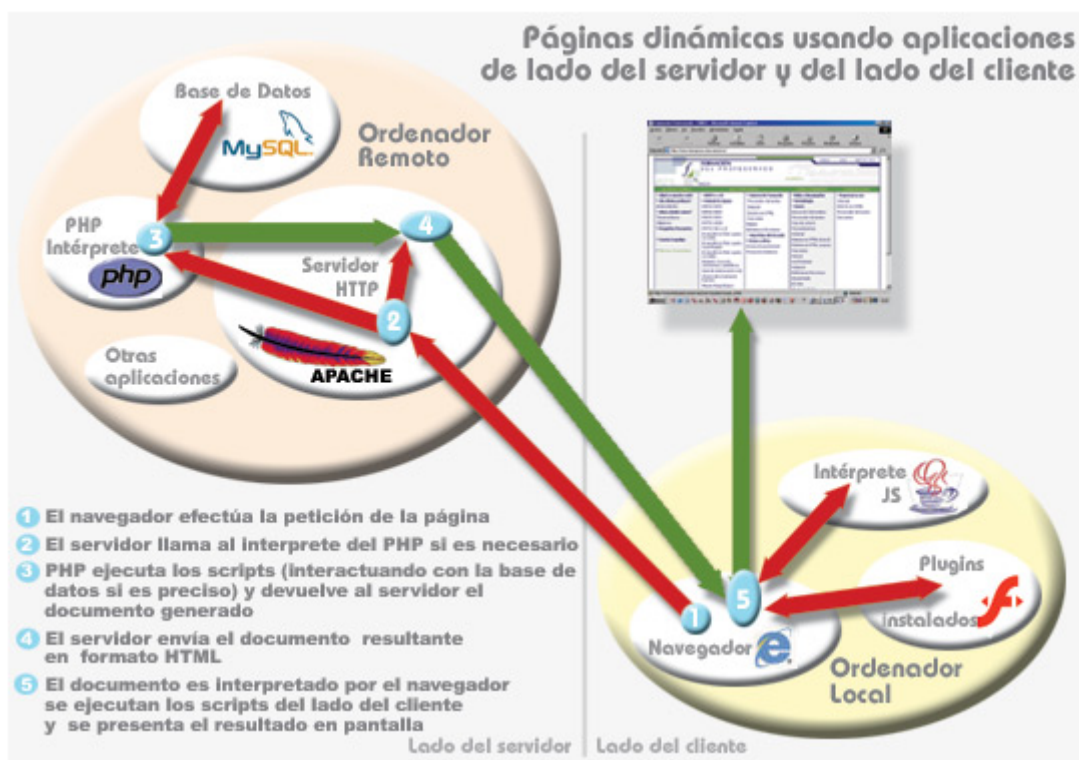 Páginas dinámicas usando aplicaciones
de lado del servidor y del lado del cliente
Base de Datos
MySQL
Ordenador
Remoto
PHP
Intérprete
php
3
4
Servidor
HTTP
2
APACHE
Otras
aplicaciones
Intérprete
JS
Plugins
instalados
1
5
Navegador
Ordenador
Local
1 El navegador efectúa la petición de la página
2 El servidor llama al interprete del PHP si es necesario
3 PHP ejecuta los scripts (interactuando con la base de
datos si es preciso) y devuelve al servidor el
documento generado
4 El servidor envía el documento resultante
en formato HTML
5 El documento es interpretado por el navegador
se ejecutan los scripts del lado del cliente
y se presenta el resultado en pantalla
Lado del servidor
Lado del cliente